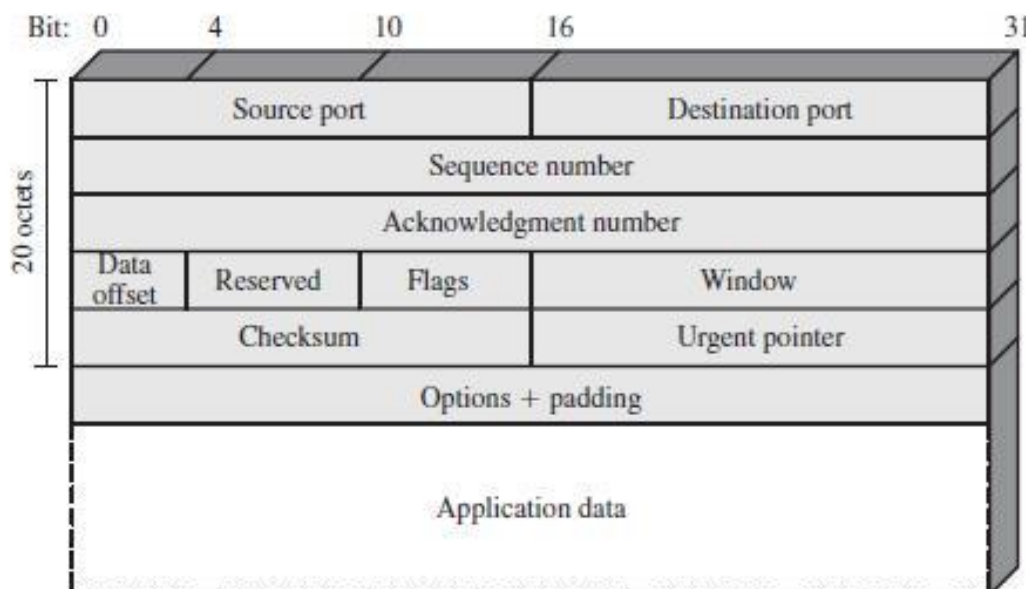 Bit: 0 4 10 16 31
20 octets
Source port Destination port
Sequence number
Acknowledgment number
Data offset Reserved Flags Window
Checksum Urgent pointer
Options + padding
Application data